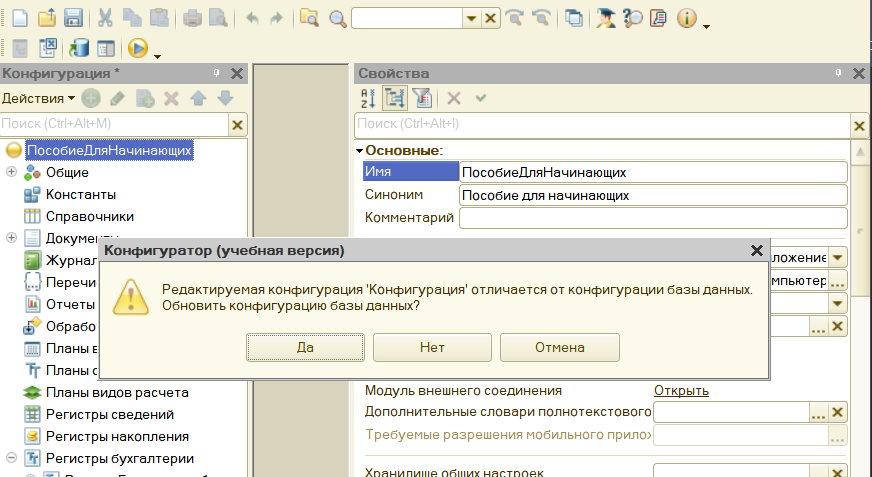 Конфигурация *
Свойства
Действия
Поиск (Ctrl+Alt+M)
Поиск (Ctrl+Alt+I)
ПособиеДляНачинающих
Основные:
Общие
Имя ПособиеДляНачинающих
Константы
Синоним Пособие для начинающих
Справочники
Комментарий
Документы
Конфигуратор (учебная версия)
Журнал
Перечи
Отчеты
Обрабо
Планы в
Планы с
ложение
мпьютер
Редактируемая конфигурация 'Конфигурация' отличается от конфигурации базы данных.
Обновить конфигурацию базы данных?
Да Нет Отмена
Планы видов расчета
Модуль внешнего соединения Открыть
Регистры сведений
Дополнительные словари полнотекстового
Регистры накопления
Требуемые разрешения мобильного прилож
Регистры бухгалтерии
Хранилище общих настроек